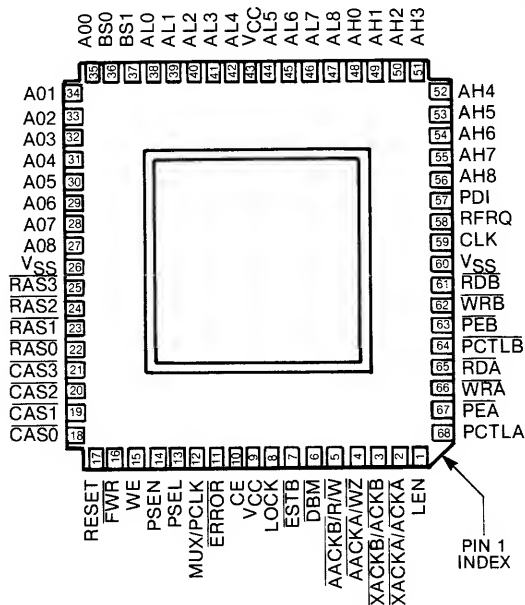 A00
BS0
BS1
AL0
AL1
AL2
AL3
AL4
VCC
AL5
AL6
AL7
AL8
AH0
AH1
AH2
AH3
35 36 37 38 39 40 41 42 43 44 45 46 47 48 49 50 51
A01 34
A02 33
A03 32
A04 31
A05 30
A06 29
A07 28
A08 27
VSS 26
RAS3 25
RAS2 24
RAS1 23
RAS0 22
CAS3 21
CAS2 20
CAS1 19
CAS0 18
52 AH4
53 AH5
54 AH6
55 AH7
56 AH8
57 PDI
58 RFRQ
59 CLK
60 VSS
61 RDB
62 WRB
63 PEB
64 PCTLB
65 RDA
66 WRA
67 PEA
68 PCTLA
17 16 15 14 13 12 11 10 9 8 7 6 5 4 3 2 1
RESET
FWR
WE
PSEN
PSEL
MUX/PCLK
ERROR
CE
VCC
LOCK
ESTB
DBM
AACKB/R/W
AACKA/WZ
XACKB/ACKB
XACKA/ACKA
LEN
PIN 1
INDEX